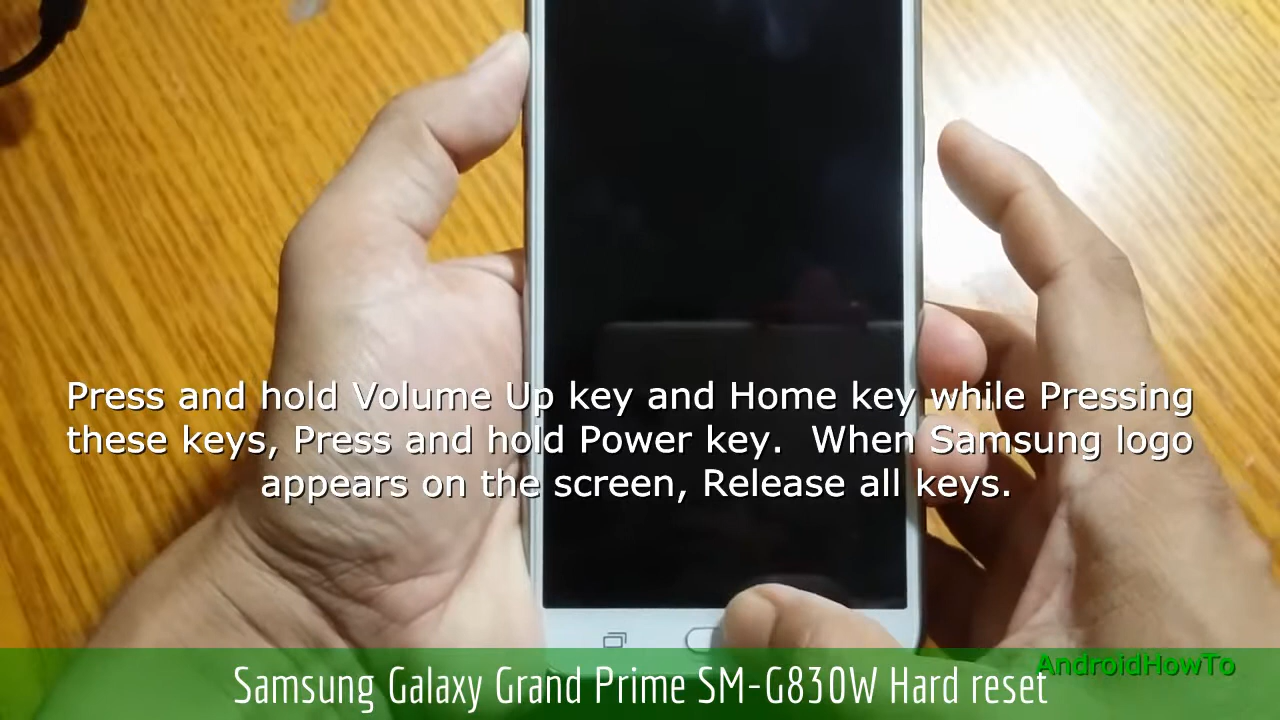 Press and hold Volume Up key and Home key while Pressing
these keys, Press and hold Power key.  When Samsung logo
appears on the screen, Release all keys.
AndroidHowTo
Samsung Galaxy Grand Prime SM-G830W Hard reset